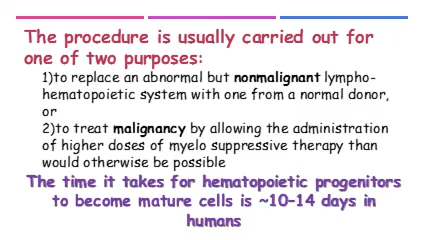 The procedure is usually carried out for
one of two purposes:
1)to replace an abnormal but nonmalignant lympho-
hematopoietic system with one from a normal donor,
or
2)to treat malignancy by allowing the administration
of higher doses of myelo suppressive therapy than
would otherwise be possible
The time it takes for hematopoietic progenitors
to become mature cells is ~10–14 days in
humans